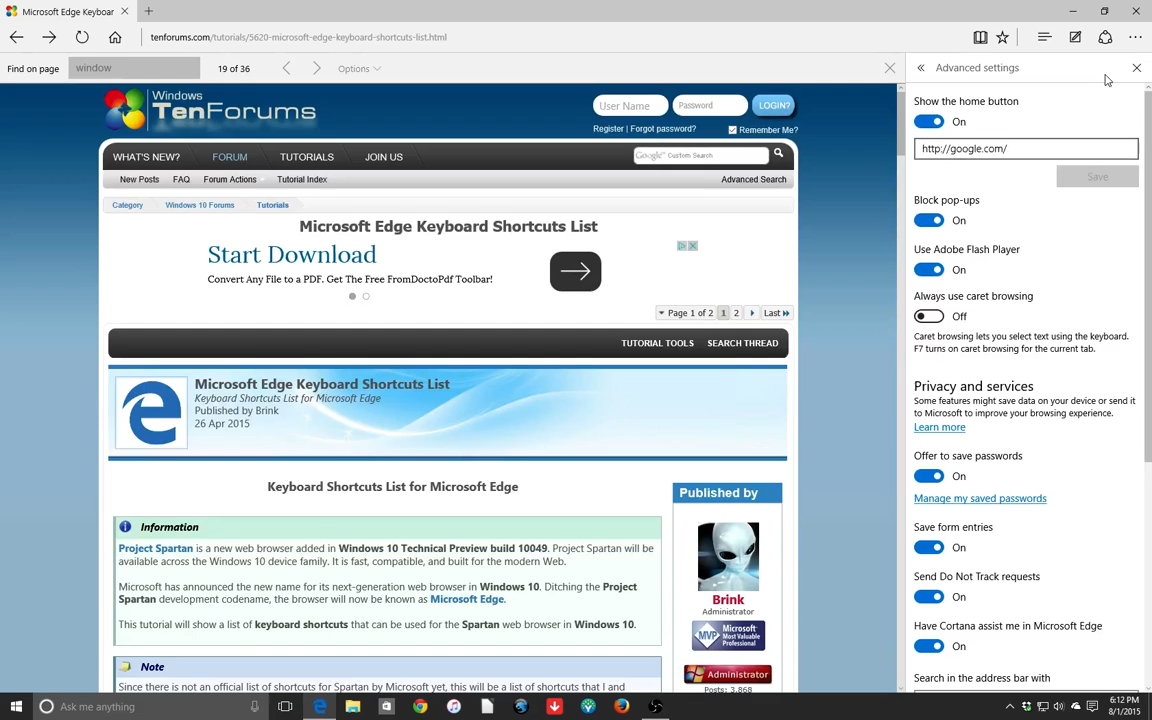 Microsoft Edge Keyboar
tenforums.com/tutorials/5620-microsoft-edge-keyboard-shortcuts-list.html
Find on page
window
19 of 36
Options
Windows
TenForums
User Name
Password
LOGIN?
Register | Forgot password?
Remember Me?
WHAT'S NEW?
FORUM
TUTORIALS
JOIN US
Google Custom Search
New Posts
FAQ
Forum Actions
Tutorial Index
Advanced Search
Category
Windows 10 Forums
Tutorials
Microsoft Edge Keyboard Shortcuts List
Start Download
Convert Any File to a PDF. Get The Free FromDoctoPdf Toolbar!
Page 1 of 2
1
2
Last
TUTORIAL TOOLS
SEARCH THREAD
Microsoft Edge Keyboard Shortcuts List
Keyboard Shortcuts List for Microsoft Edge
Published by Brink
26 Apr 2015
Keyboard Shortcuts List for Microsoft Edge
Information
Project Spartan is a new web browser added in Windows 10 Technical Preview build 10049. Project Spartan will be
available across the Windows 10 device family. It is fast, compatible, and built for the modern Web.
Microsoft has announced the new name for its next-generation web browser in Windows 10. Ditching the Project
Spartan development codename, the browser will now be known as Microsoft Edge.
This tutorial will show a list of keyboard shortcuts that can be used for the Spartan web browser in Windows 10.
Note
Since there is not an official list of shortcuts for Spartan by Microsoft yet, this will be a list of shortcuts that I and
Published by
Brink
Administrator
Microsoft
Most Valuable
Professional
Administrator
Posts: 3,868
Advanced settings
Show the home button
On
http://google.com/
Save
Block pop-ups
On
Use Adobe Flash Player
On
Always use caret browsing
Off
Caret browsing lets you select text using the keyboard.
F7 turns on caret browsing for the current tab.
Privacy and services
Some features might save data on your device or send it
to Microsoft to improve your browsing experience.
Learn more
Offer to save passwords
On
Manage my saved passwords
Save form entries
On
Send Do Not Track requests
On
Have Cortana assist me in Microsoft Edge
On
Search in the address bar with
Ask me anything
6:12 PM
8/1/2015